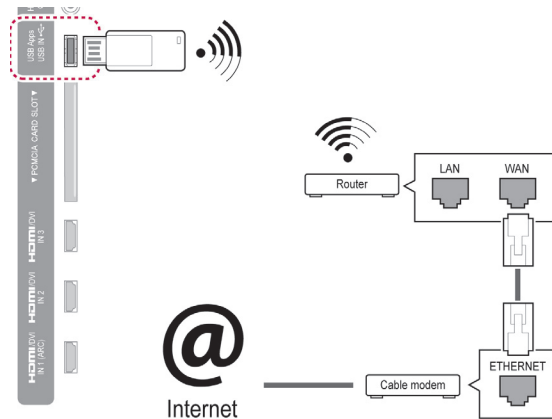 USB Apps
USB IN
▼ PCMCIA CARD SLOT ▼
HDMI/DVI
IN 3
HDMI/DVI
IN 2
HDMI/DVI
IN 1 (ARC)
Router
LAN
WAN
ETHERNET
Cable modem
@
Internet